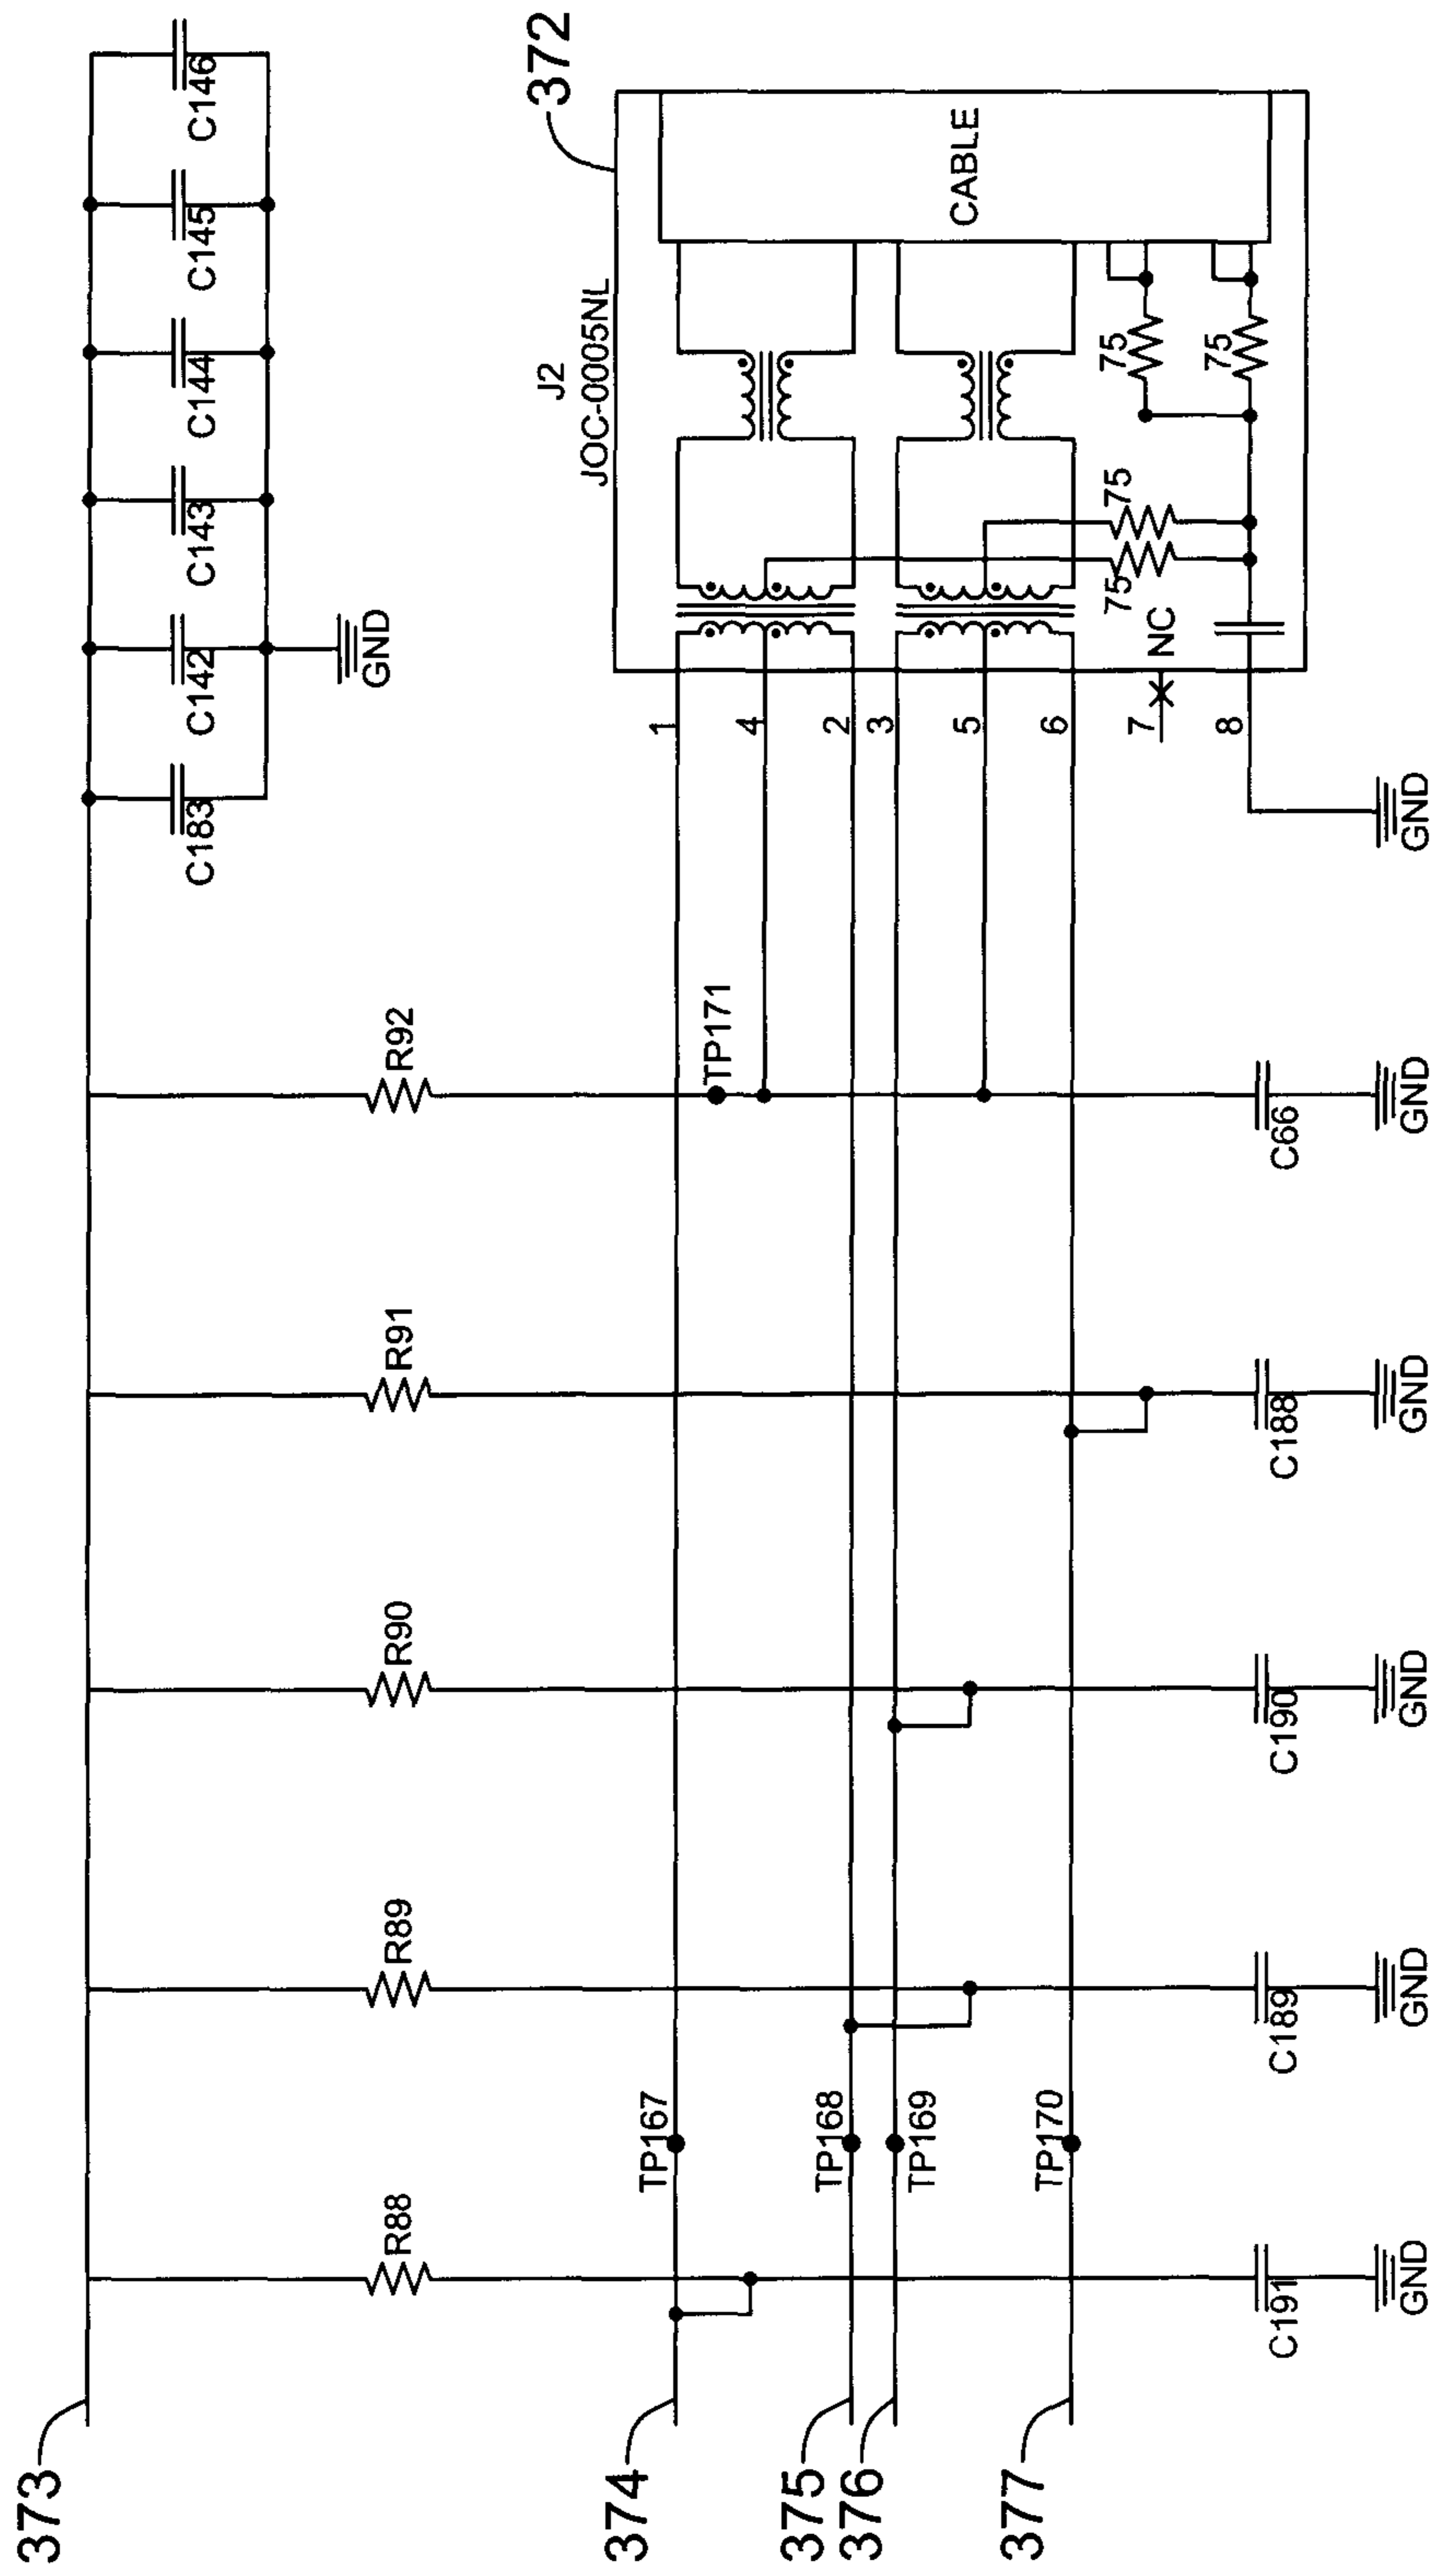 C183
C142
C143
C144
C145
C146
GND
372
J2
JOC-0005NL
CABLE
75
75
75
75
NC
1
4
2
3
5
6
7
8
GND
R88
R89
R90
R91
R92
TP171
TP167
TP168
TP169
TP170
C191
C189
C190
C188
C66
GND
GND
GND
GND
GND
373
374
375
376
377